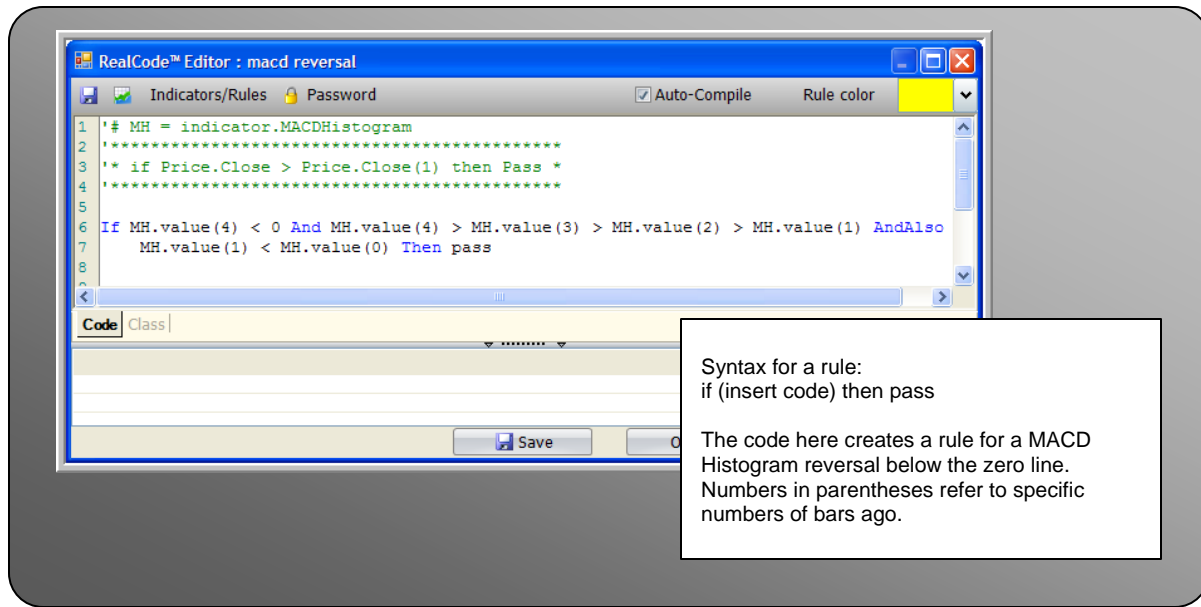 RealCode™ Editor : macd reversal
Indicators/Rules Password Auto-Compile Rule color
1 '# MH = indicator.MACDHistogram
2 '*********************************************
3 '* if Price.Close > Price.Close(1) then Pass *
4 '*********************************************
5
6 If MH.value(4) < 0 And MH.value(4) > MH.value(3) > MH.value(2) > MH.value(1) AndAlso
7 MH.value(1) < MH.value(0) Then pass
8
Code Class
Save
Syntax for a rule:
if (insert code) then pass
The code here creates a rule for a MACD
Histogram reversal below the zero line.
Numbers in parentheses refer to specific
numbers of bars ago.